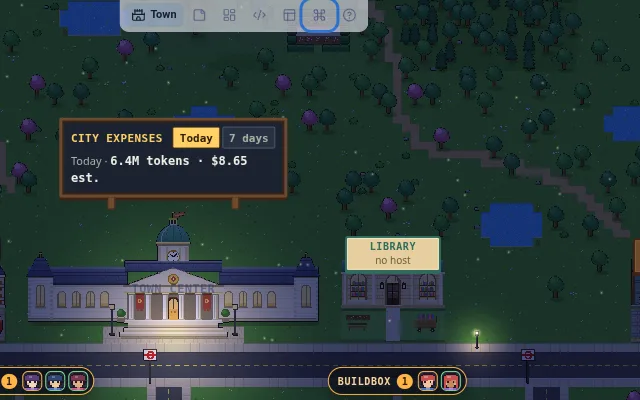 Town
CITY EXPENSES Today 7 days
Today · 6.4M tokens · $8.65
est.
LIBRARY
no host
TOWN CENTER
1
BUILDBOX 1